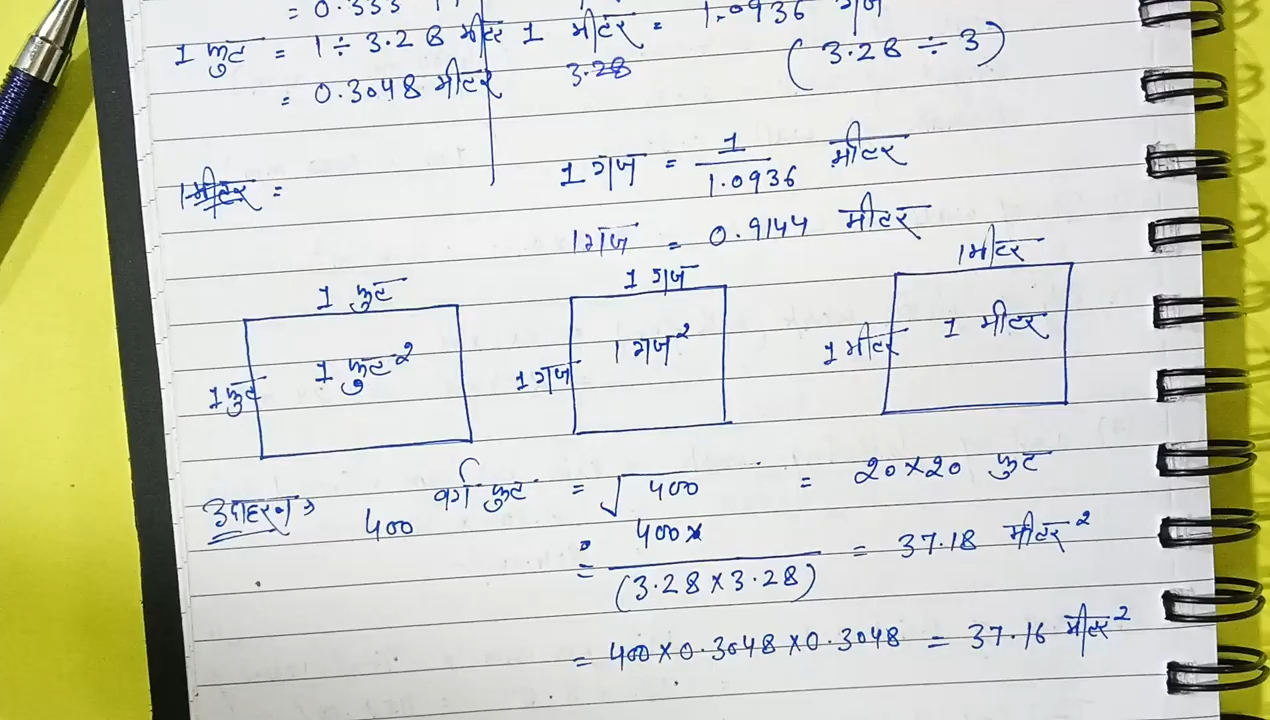 = 0.333
1 फुट = 1 ÷ 3.28 मीटर
= 0.3048 मीटर
1 मीटर = 1.0936 गज
3.28
(3.28 ÷ 3)
1 मीटर =
1 गज = 1/1.0936 मीटर
1 गज = 0.9144 मीटर
1 फुट
1 फुट
1 फुट²
1 गज
1 गज
1 गज²
1 मीटर
1 मीटर
1 मीटर
उदाहरण → 400 वर्ग फुट = √400 = 20×20 फुट
= 400× / (3.28×3.28) = 37.18 मीटर²
= 400×0.3048×0.3048 = 37.16 मीटर²